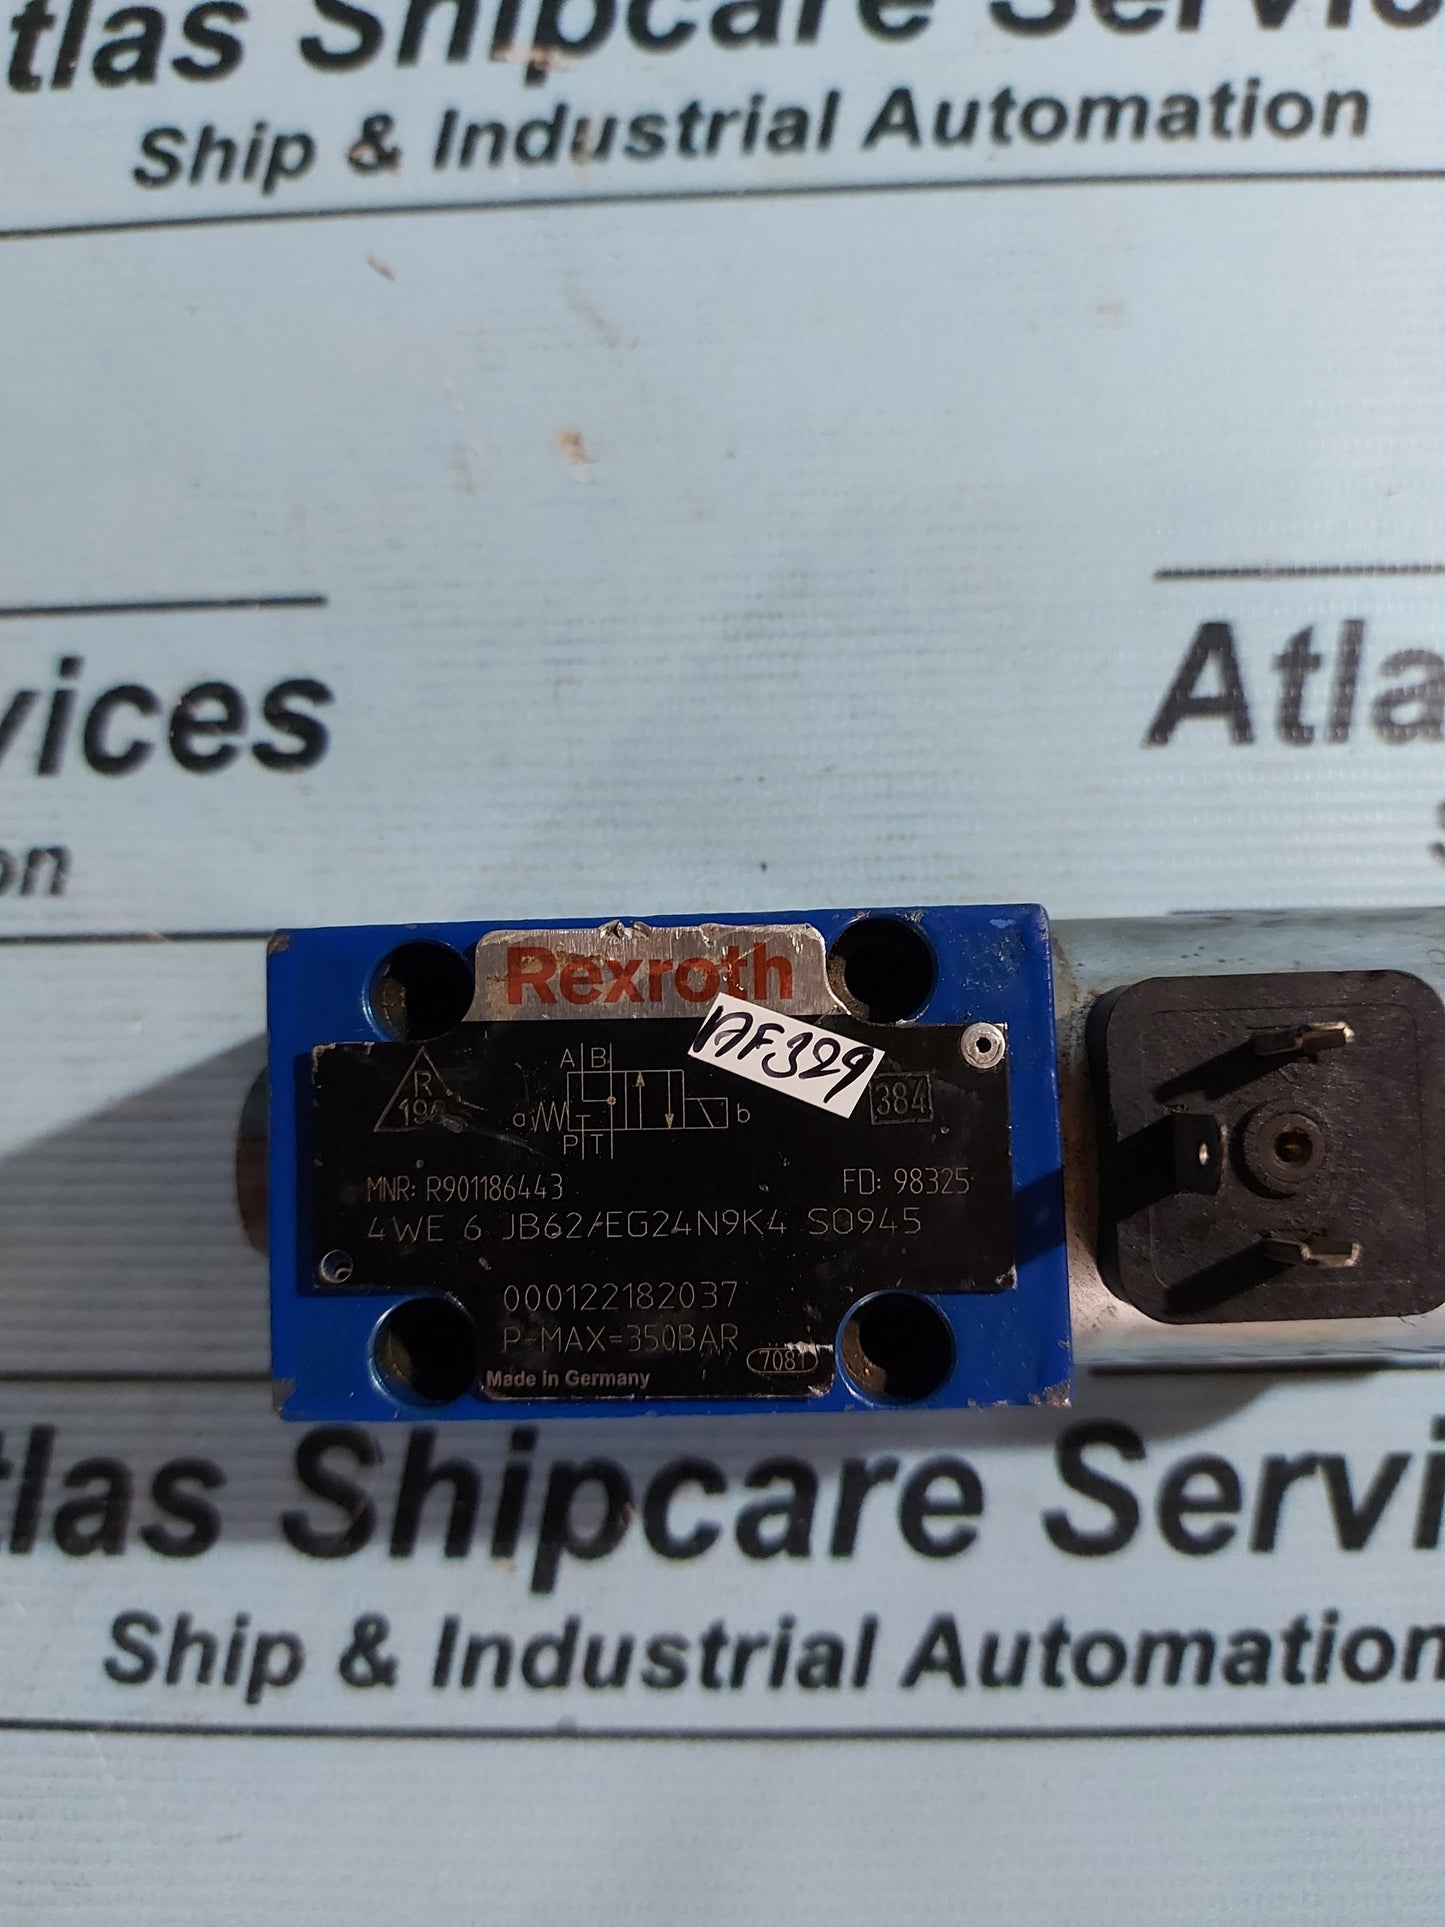 tlas Shipcare Servic
Ship & Industrial Automation
vices
Atla
on
Rexroth
AF329
R
A B
384
a
b
P T
MNR: R901186443
FD: 98325
4WE 6 JB62/EG24N9K4 SO945
000122182037
P-MAX=350BAR
7081
Made in Germany
tlas Shipcare Servi
Ship & Industrial Automation